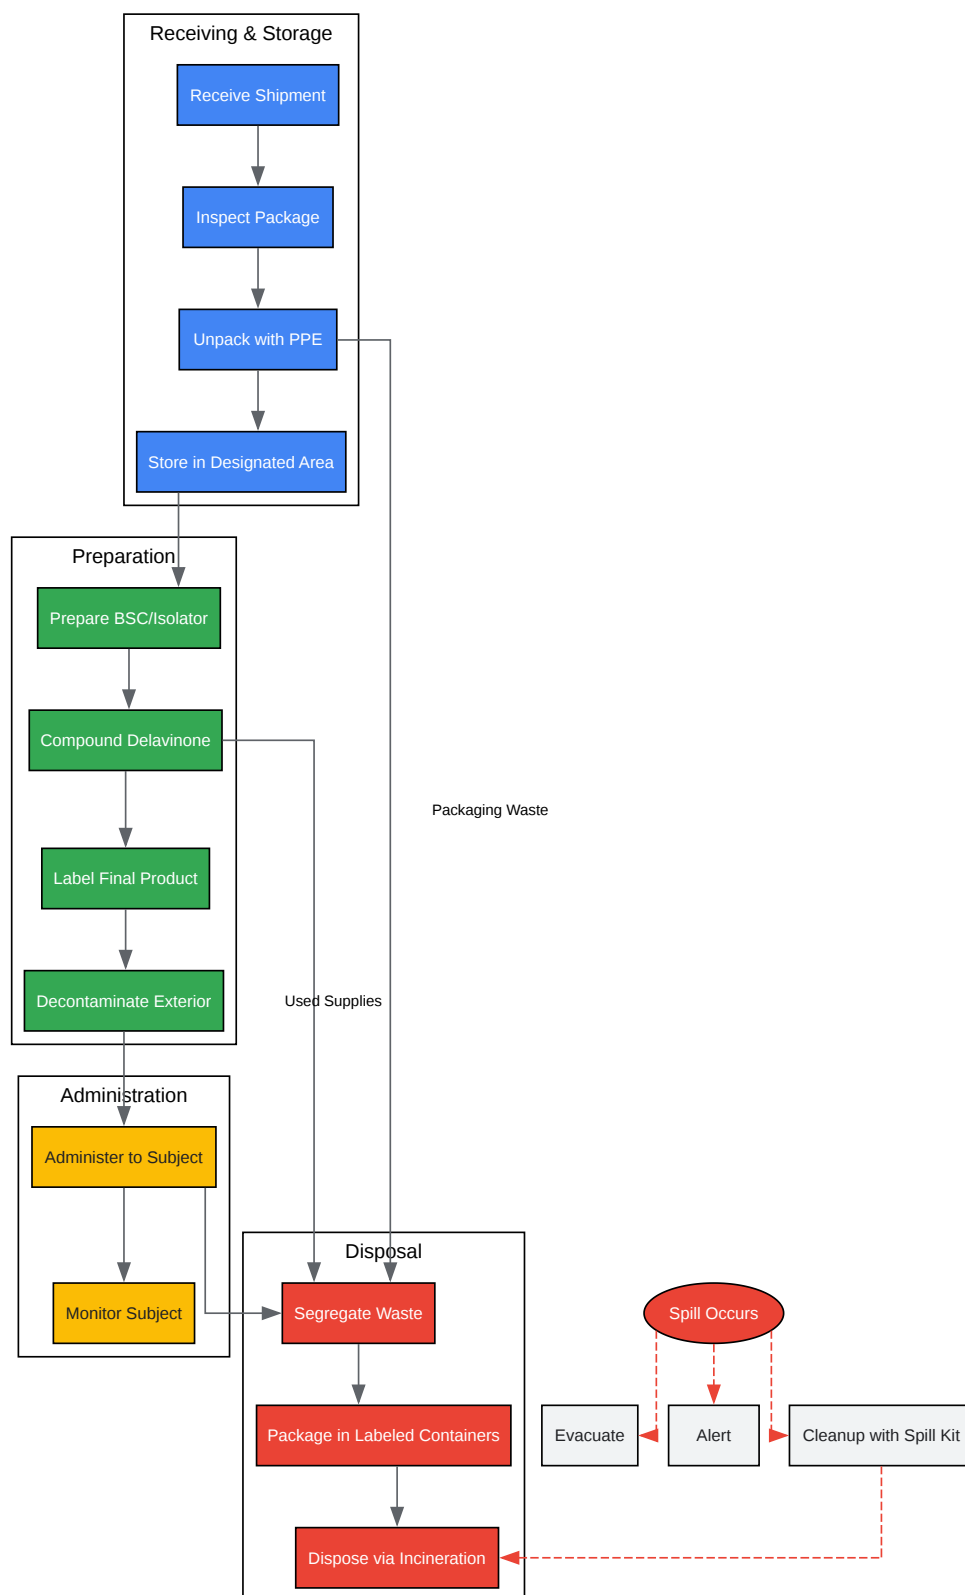 Receiving & Storage
Receive Shipment
Inspect Package
Unpack with PPE
Store in Designated Area
Preparation
Prepare BSC/Isolator
Compound Delavinone
Packaging Waste
Label Final Product
Decontaminate Exterior
Used Supplies
Administration
Administer to Subject
Monitor Subject
Disposal
Segregate Waste
Spill Occurs
Package in Labeled Containers
Evacuate
Alert
Cleanup with Spill Kit
Dispose via Incineration